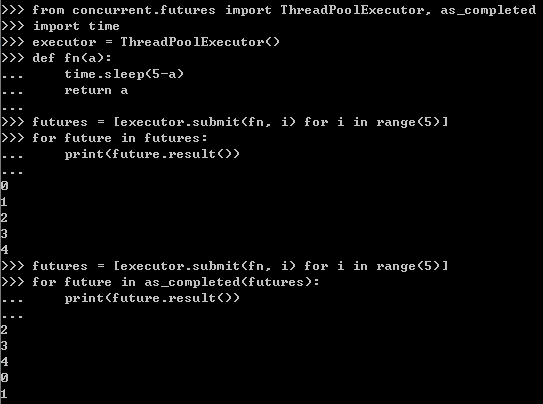 >>> from concurrent.futures import ThreadPoolExecutor, as_completed
>>> import time
>>> executor = ThreadPoolExecutor()
>>> def fn(a):
...     time.sleep(5-a)
...     return a
...
>>> futures = [executor.submit(fn, i) for i in range(5)]
>>> for future in futures:
...     print(future.result())
...
0
1
2
3
4
>>> futures = [executor.submit(fn, i) for i in range(5)]
>>> for future in as_completed(futures):
...     print(future.result())
...
2
3
4
0
1